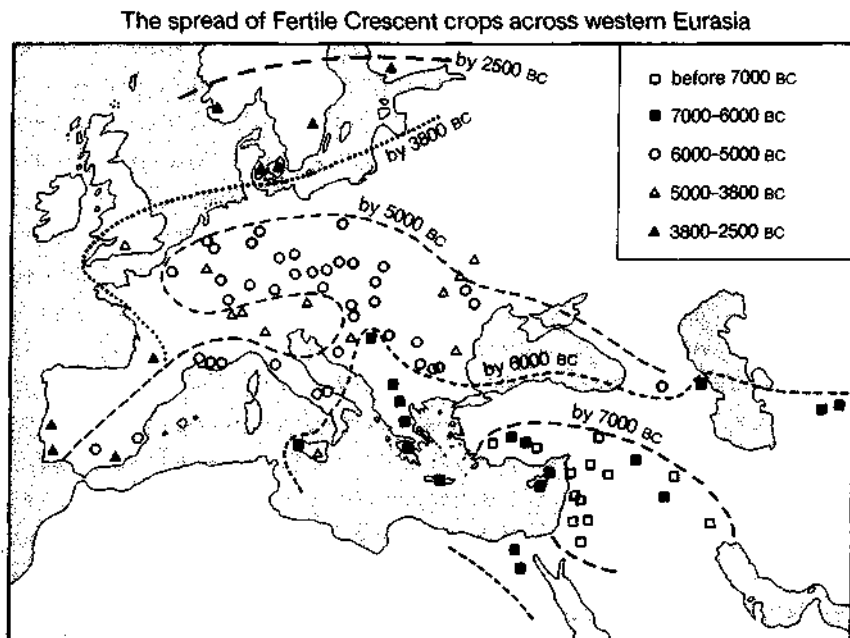 The spread of Fertile Crescent crops across western Eurasia
by 2500 BC
before 7000 BC
7000–6000 BC
6000–5000 BC
5000–3800 BC
3800–2500 BC
by 3800 BC
by 5000 BC
by 6000 BC
by 7000 BC